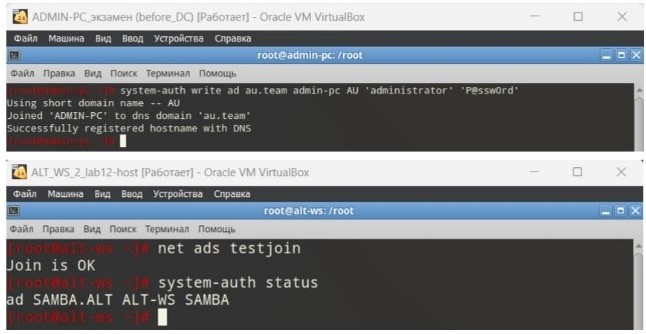 ADMIN-PC_экзамен (before_DC) [Работает] - Oracle VM VirtualBox
Файл Машина Вид Ввод Устройства Справка
root@admin-pc: /root
Файл Правка Вид Поиск Терминал Помощь
[root@admin-pc ~]# system-auth write ad au.team admin-pc AU 'administrator' 'P@ssw0rd'
Using short domain name -- AU
Joined 'ADMIN-PC' to dns domain 'au.team'
Successfully registered hostname with DNS
[root@admin-pc ~]#
ALT_WS_2_lab12-host [Работает] - Oracle VM VirtualBox
Файл Машина Вид Ввод Устройства Справка
root@alt-ws: /root
Файл Правка Вид Поиск Терминал Помощь
[root@alt-ws ~]# net ads testjoin
Join is OK
[root@alt-ws ~]# system-auth status
ad SAMBA.ALT ALT-WS SAMBA
[root@alt-ws ~]#